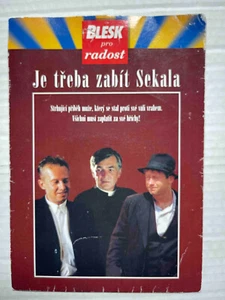 BLESK
pro
radost
Je třeba zabít Sekala
Strhující příběh muže, který se stal proti své vůli vrahem.
Všichni musí zaplatit za své hříchy!